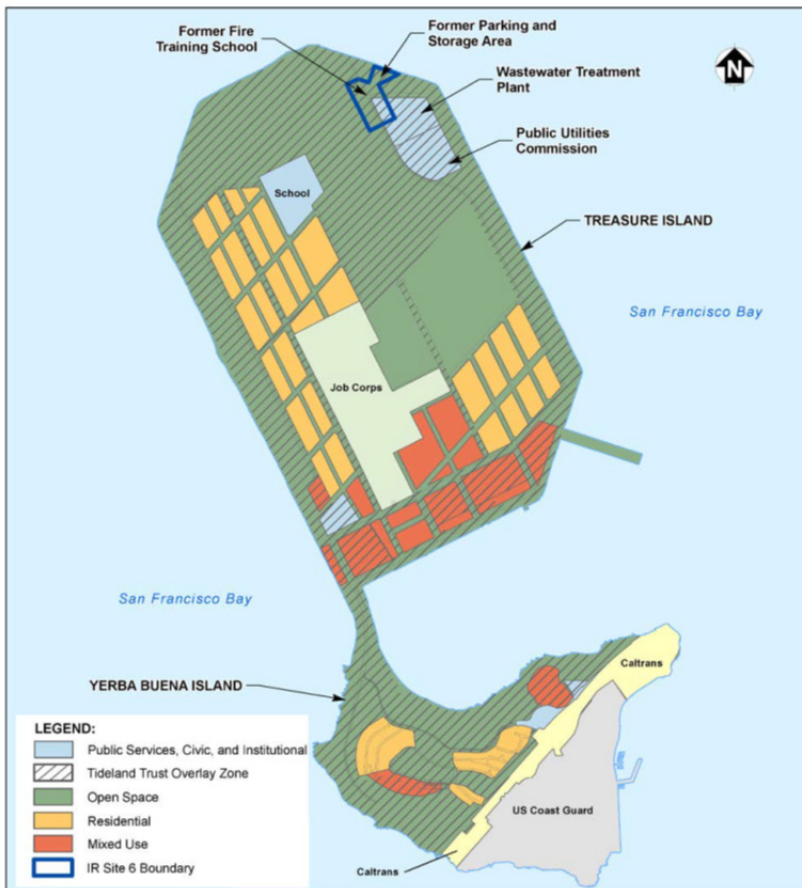 Former Fire
Training School
Former Parking and
Storage Area
N
Wastewater Treatment
Plant
Public Utilities
Commission
School
TREASURE ISLAND
San Francisco Bay
Job Corps
San Francisco Bay
YERBA BUENA ISLAND
Caltrans
US Coast Guard
Caltrans
LEGEND:
Public Services, Civic, and Institutional
Tideland Trust Overlay Zone
Open Space
Residential
Mixed Use
IR Site 6 Boundary